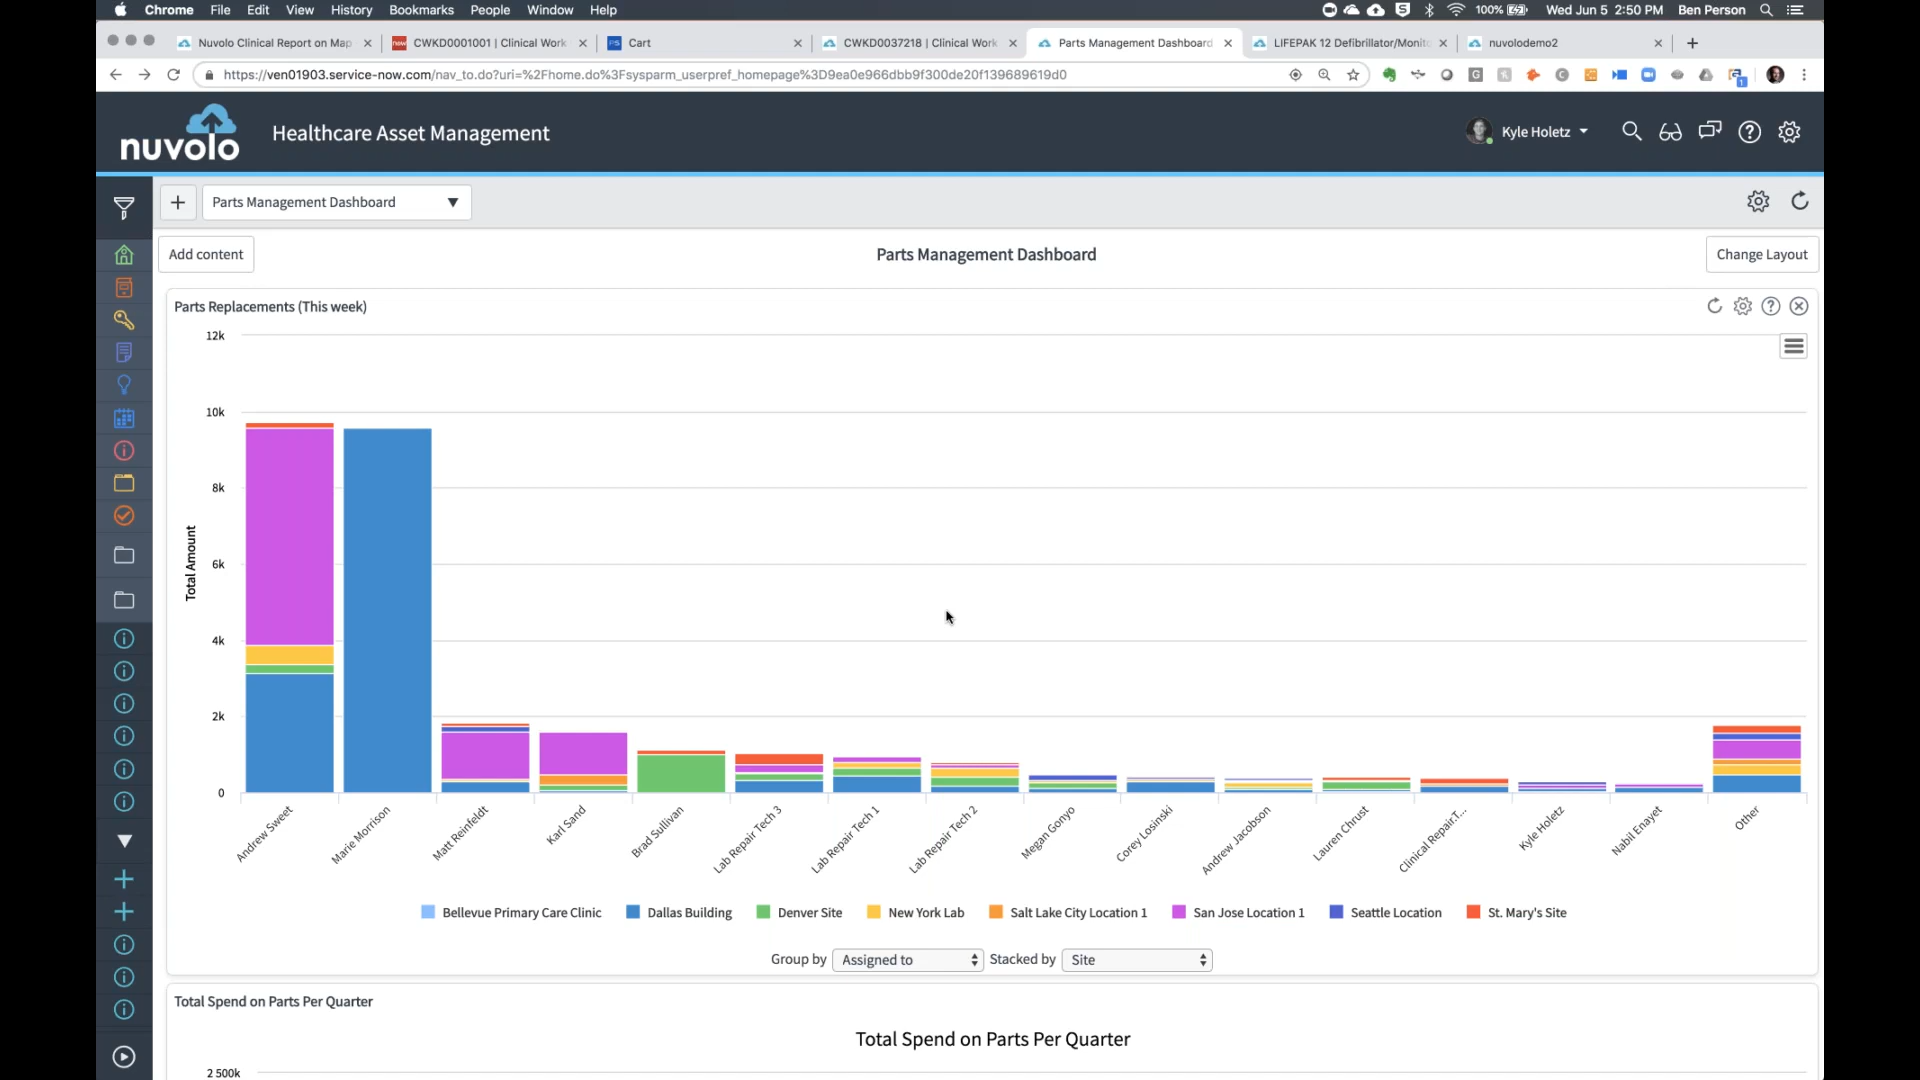 Chrome File Edit View History Bookmarks People Window Help 100% Wed Jun 5 2:50 PM Ben Person
Nuvolo Clinical Report on Map CWKD0001001 | Clinical Work Cart CWKD0037218 | Clinical Work Parts Management Dashboard LIFEPAK 12 Defibrillator/Monito nuvolodemo2
https://ven01903.service-now.com/nav_to.do?uri=%2Fhome.do%3Fsysparm_userpref_homepage%3D9ea0e966dbb9f300de20f139689619d0
nuvolo Healthcare Asset Management Kyle Holetz
Parts Management Dashboard
Add content Parts Management Dashboard Change Layout
Parts Replacements (This week)
12k
10k
8k
6k
4k
2k
0
Total Amount
Andrew Sweet
Marie Morrison
Matt Reinfeldt
Karl Sand
Brad Sullivan
Lab Repair Tech 3
Lab Repair Tech 1
Lab Repair Tech 2
Megan Gonyo
Corey Losinski
Andrew Jacobson
Lauren Chrust
Clinical Repair.T...
Kyle Holetz
Nabil Enayet
Other
Bellevue Primary Care Clinic Dallas Building Denver Site New York Lab Salt Lake City Location 1 San Jose Location 1 Seattle Location St. Mary's Site
Group by Assigned to Stacked by Site
Total Spend on Parts Per Quarter
Total Spend on Parts Per Quarter
2 500k